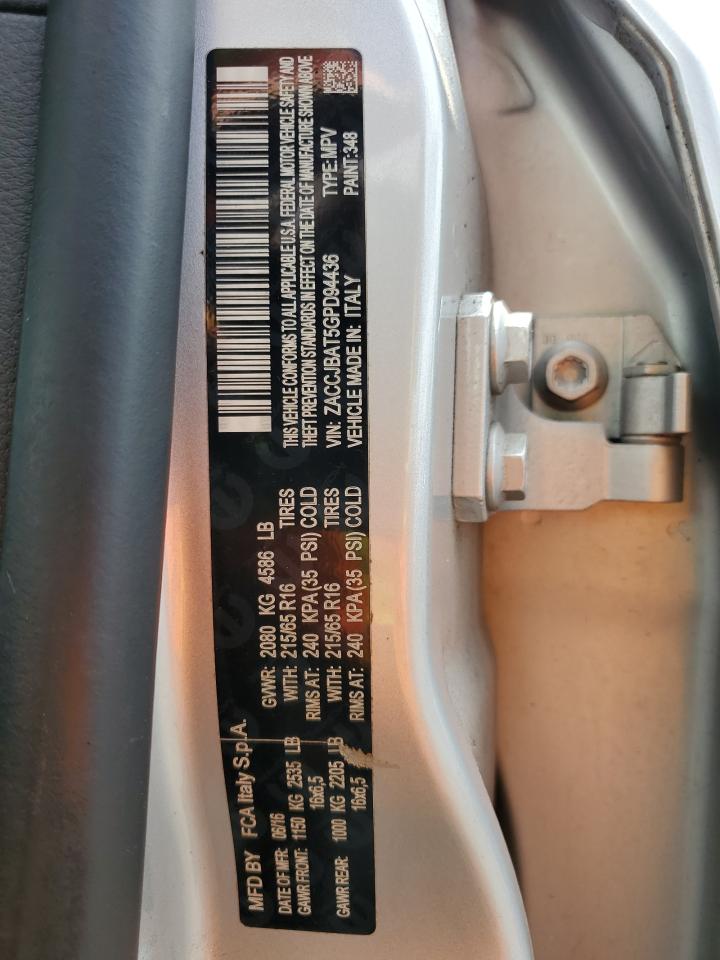 MFD BY FCA Italy S.p.A.
DATE OF MFR: 06/16 GVWR: 2080 KG 4586 LB
GAWR FRONT: 1150 KG 2535 LB WITH: 215/65 R16 TIRES
16x6,5 RIMS AT: 240 KPA(35 PSI) COLD
GAWR REAR: 1000 KG 2205 LB WITH: 215/65 R16 TIRES
16x6,5 RIMS AT: 240 KPA(35 PSI) COLD
THIS VEHICLE CONFORMS TO ALL APPLICABLE U.S.A. FEDERAL MOTOR VEHICLE SAFETY AND
THEFT PREVENTION STANDARDS IN EFFECT ON THE DATE OF MANUFACTURE SHOWN ABOVE
VIN: ZACCJBAT5GPD94436 TYPE: MPV
VEHICLE MADE IN: ITALY PAINT: 348